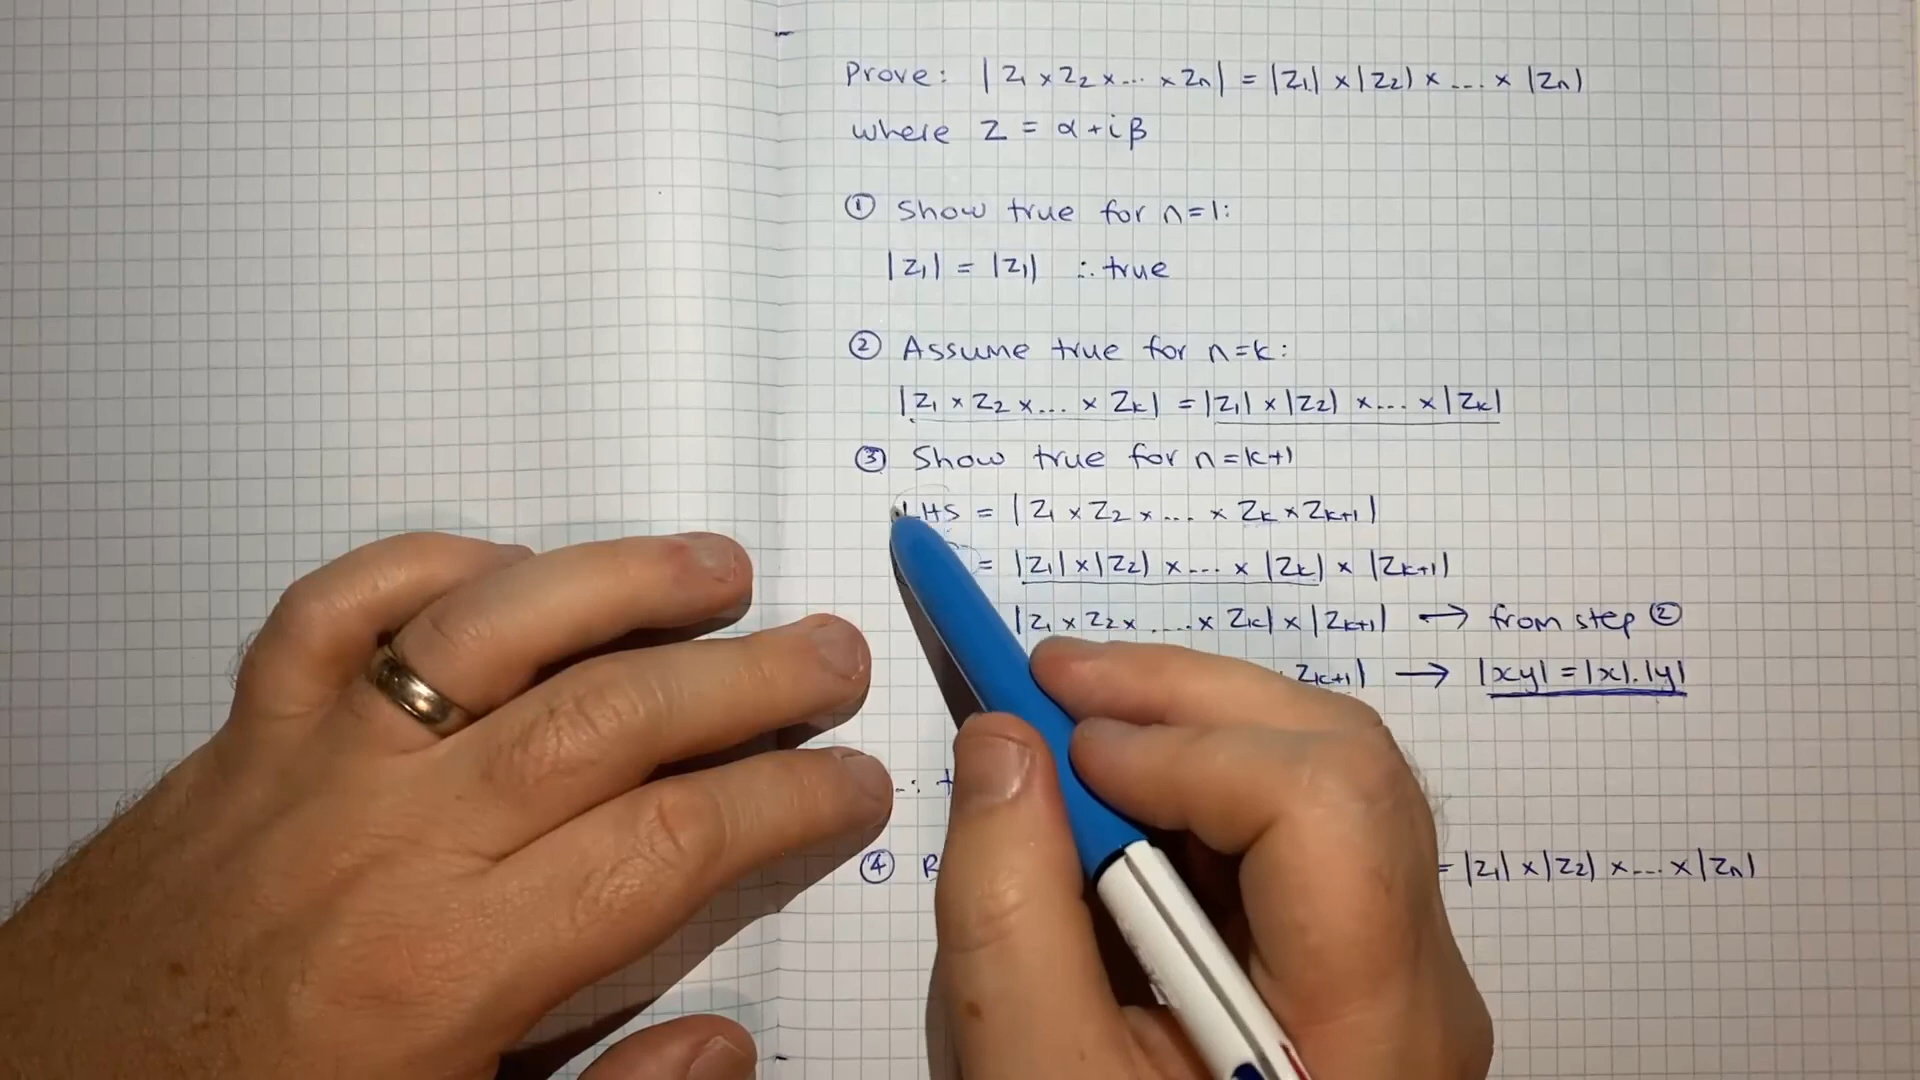 Prove: |z₁ × z₂ × ... × zₙ| = |z₁| × |z₂| × .... × |zₙ|
where z = α + iβ
① Show true for n=1:
|z₁| = |z₁| ∴ true
② Assume true for n=k:
|z₁ × z₂ × ... × zₖ| = |z₁| × |z₂| × ... × |zₖ|
③ Show true for n=k+1
LHS = |z₁ × z₂ × ... × zₖ × zₖ₊₁|
= |z₁| × |z₂| × ... × |zₖ| × |zₖ₊₁|
|z₁ × z₂ × .... × zₖ| × |zₖ₊₁| → from step ②
zₖ₊₁| → |xy| = |x|.|y|
∴
④ = |z₁| × |z₂| × ... × |zₙ|